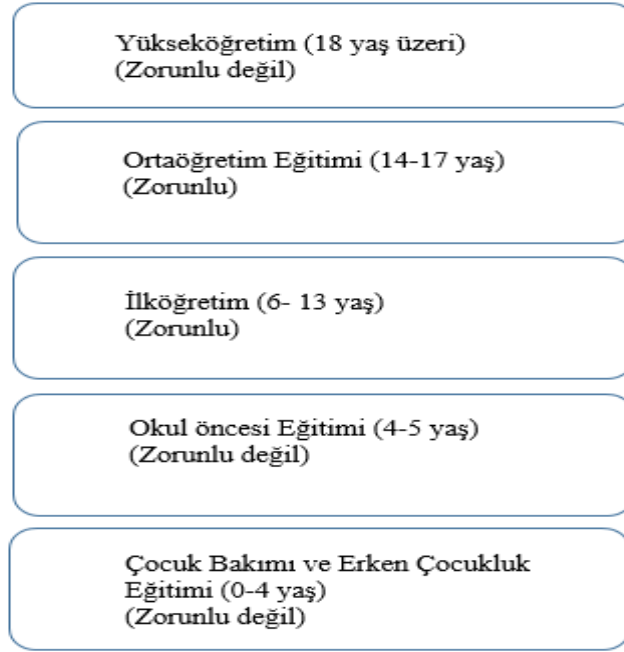 Yükseköğretim (18 yaş üzeri)
(Zorunlu değil)
Ortaöğretim Eğitimi (14-17 yaş)
(Zorunlu)
İlköğretim (6- 13 yaş)
(Zorunlu)
Okul öncesi Eğitimi (4-5 yaş)
(Zorunlu değil)
Çocuk Bakımı ve Erken Çocukluk
Eğitimi (0-4 yaş)
(Zorunlu değil)